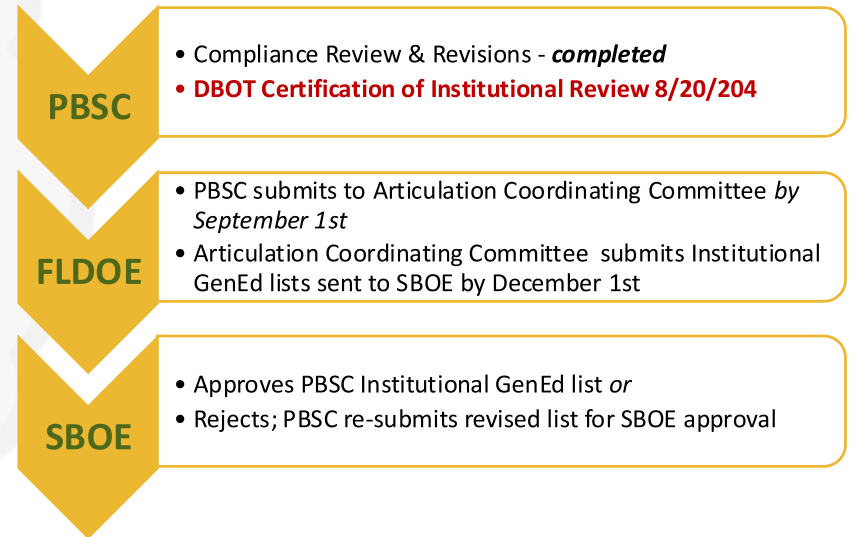 PBSC
• Compliance Review & Revisions - completed
• DBOT Certification of Institutional Review 8/20/204
FLDOE
• PBSC submits to Articulation Coordinating Committee by
September 1st
• Articulation Coordinating Committee submits Institutional
GenEd lists sent to SBOE by December 1st
SBOE
• Approves PBSC Institutional GenEd list or
• Rejects; PBSC re-submits revised list for SBOE approval